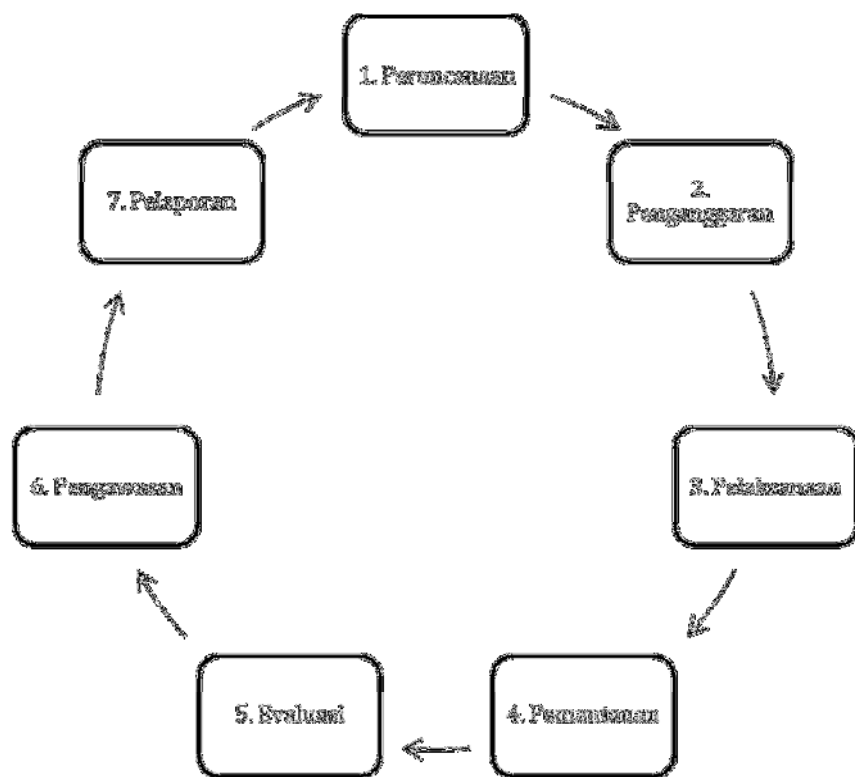 1. Perencanaan
2.
Penganggaran
3. Pelaksanaan
4. Pemantauan
5. Evaluasi
6. Pengawasan
7. Pelaporan